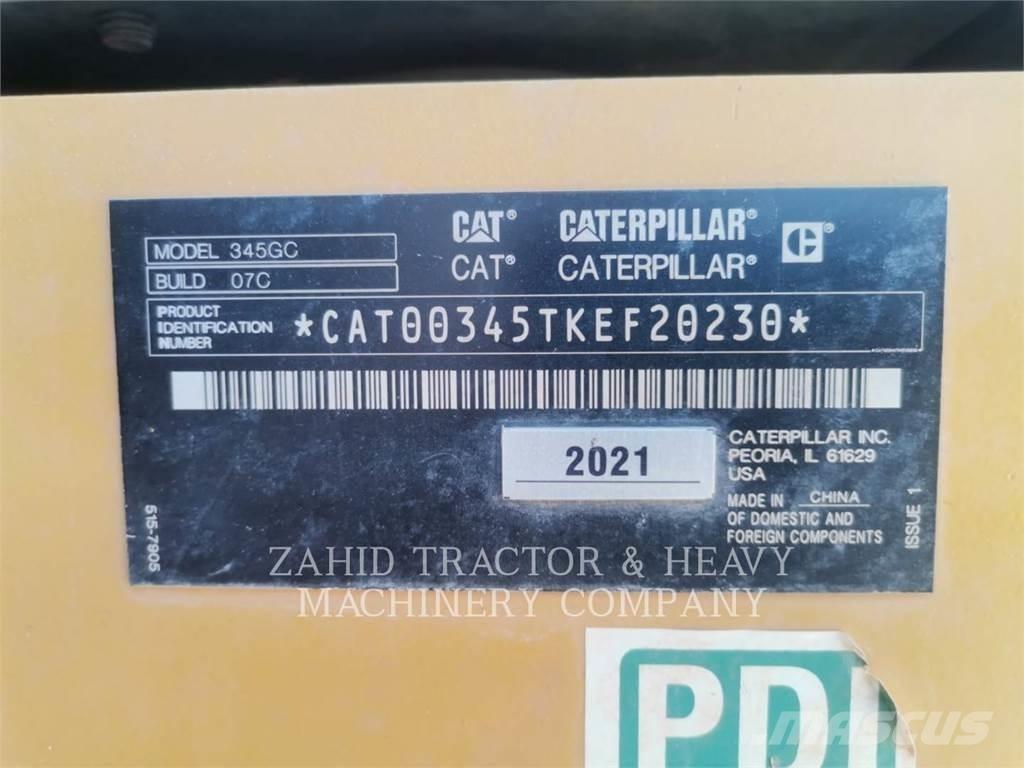 CAT® CATERPILLAR®
CAT® CATERPILLAR®
MODEL 345GC
BUILD 07C
PRODUCT
IDENTIFICATION
NUMBER
*CAT00345TKEF20230*
2021
CATERPILLAR INC.
PEORIA, IL 61629
USA
MADE IN CHINA
OF DOMESTIC AND
FOREIGN COMPONENTS
ISSUE 1
515-7905
ZAHID TRACTOR & HEAVY
MACHINERY COMPANY
PDI
MASCUS